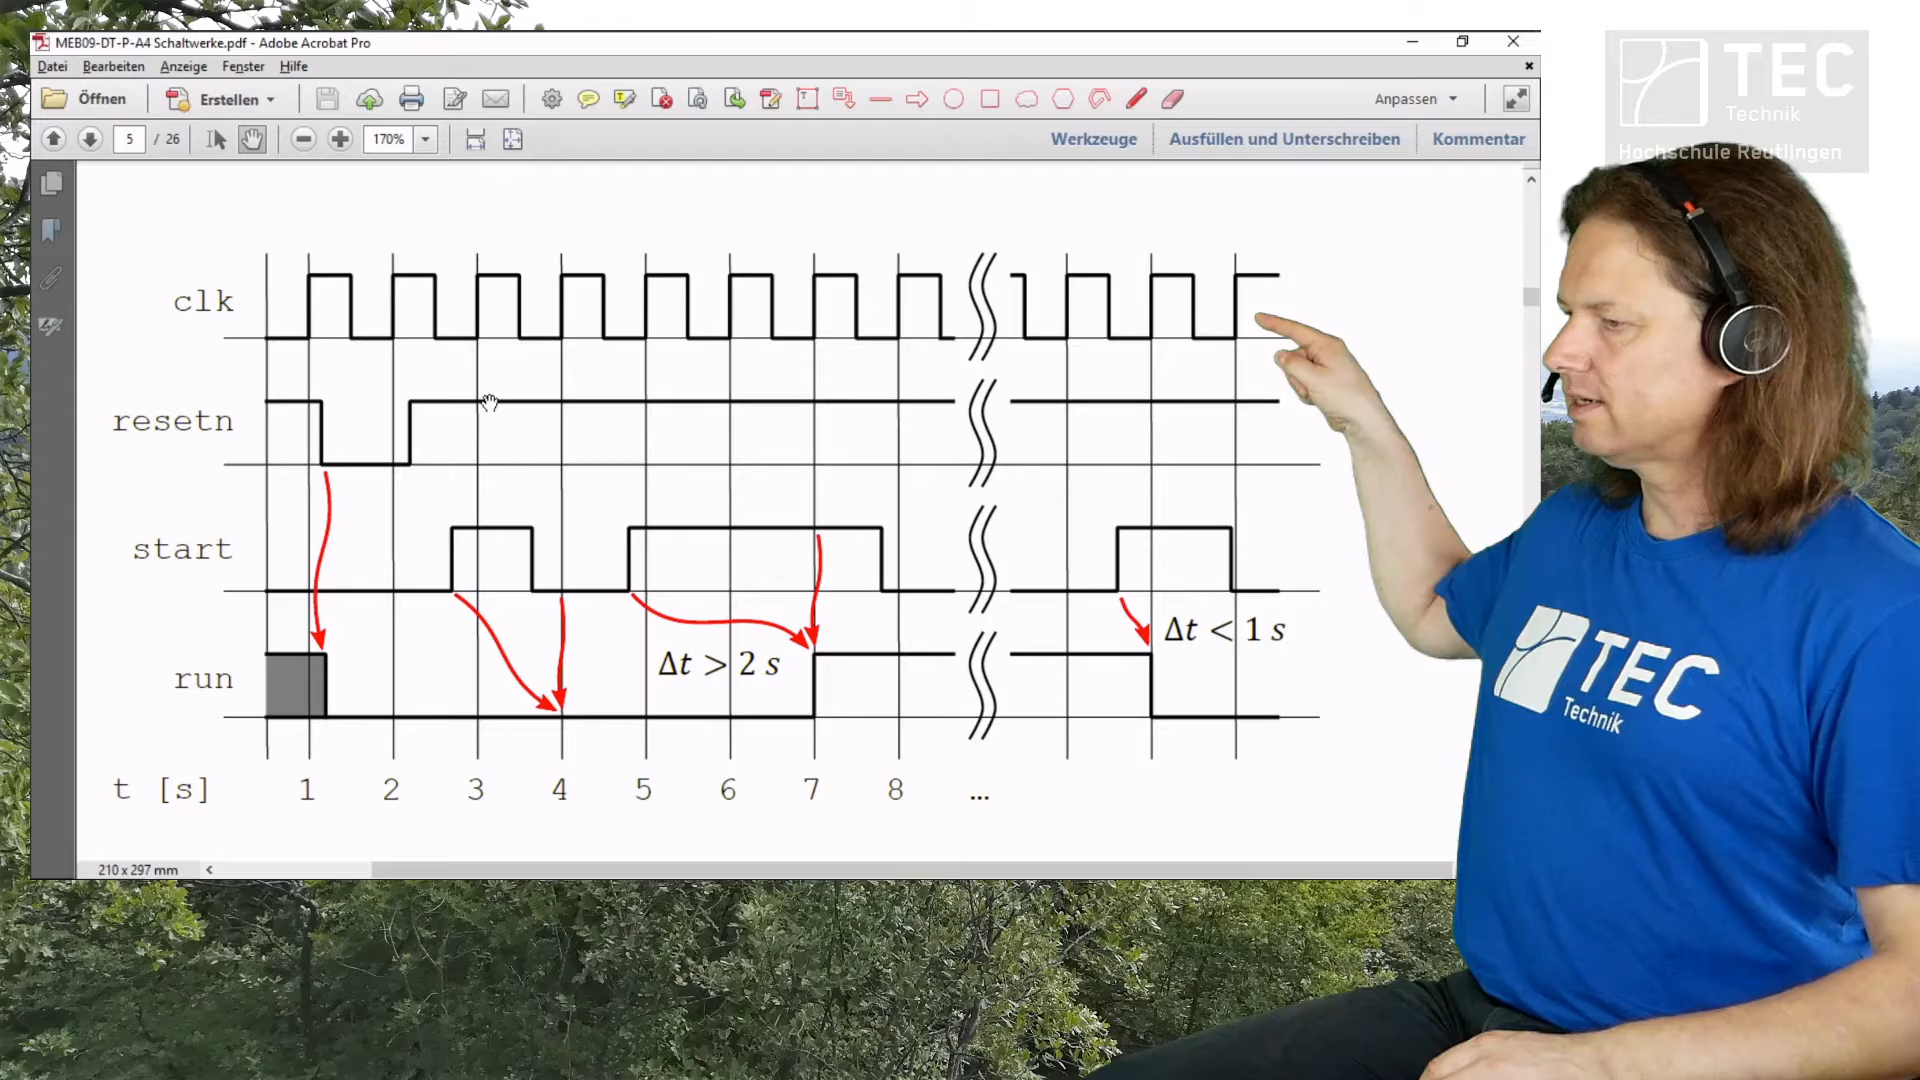 MEB09-DT-P-A4 Schaltwerke.pdf - Adobe Acrobat Pro
Datei Bearbeiten Anzeige Fenster Hilfe
Öffnen Erstellen Anpassen
5 / 26 170% Werkzeuge Ausfüllen und Unterschreiben Kommentar
TEC
Technik
Hochschule Reutlingen
clk
resetn
start
Δt < 1 s
Δt > 2 s
run
t [s] 1 2 3 4 5 6 7 8 ...
210 x 297 mm
TEC
Technik